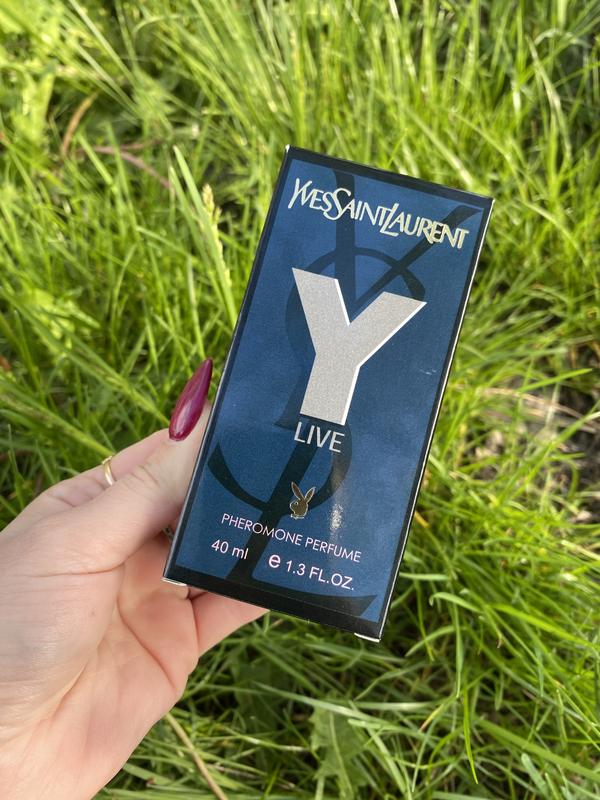 YVESSAINTLAURENT
Y
LIVE
PHEROMONE PERFUME
40 ml e 1.3 FL.OZ.